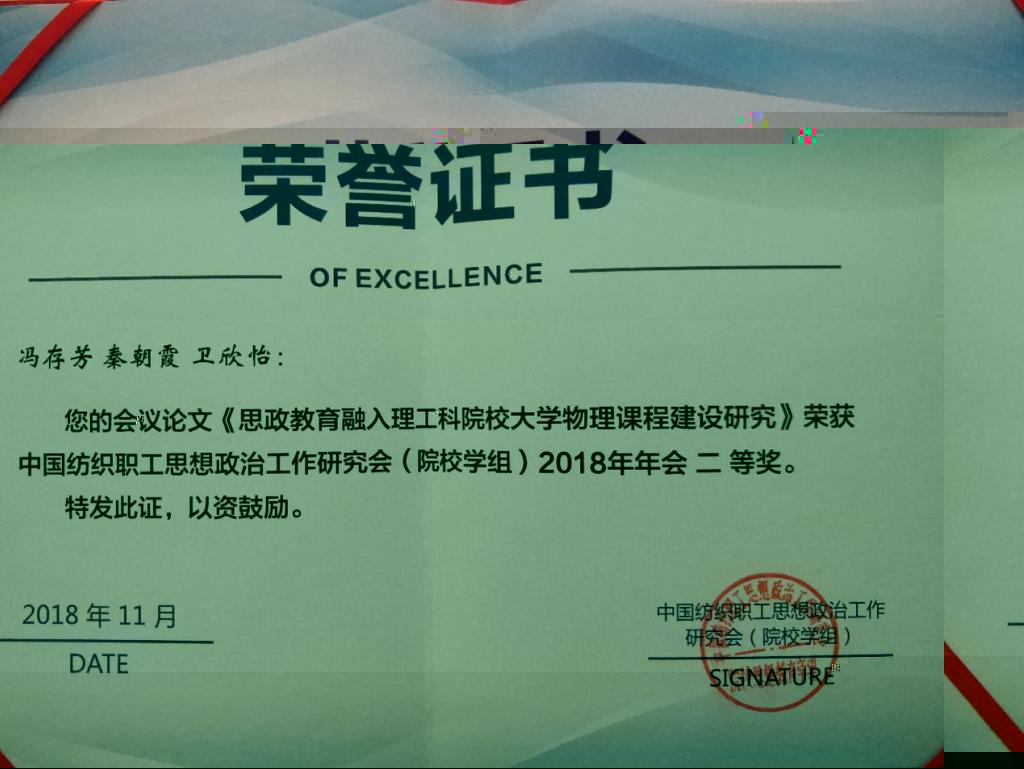 荣誉证书
OF EXCELLENCE
冯存芳 秦朝霞 卫欣怡：
您的会议论文《思政教育融入理工科院校大学物理课程建设研究》荣获
中国纺织职工思想政治工作研究会（院校学组）2018年年会 二 等奖。
特发此证，以资鼓励。
2018 年 11 月
DATE
中国纺织职工思想政治工作
研究会（院校学组）
SIGNATURE